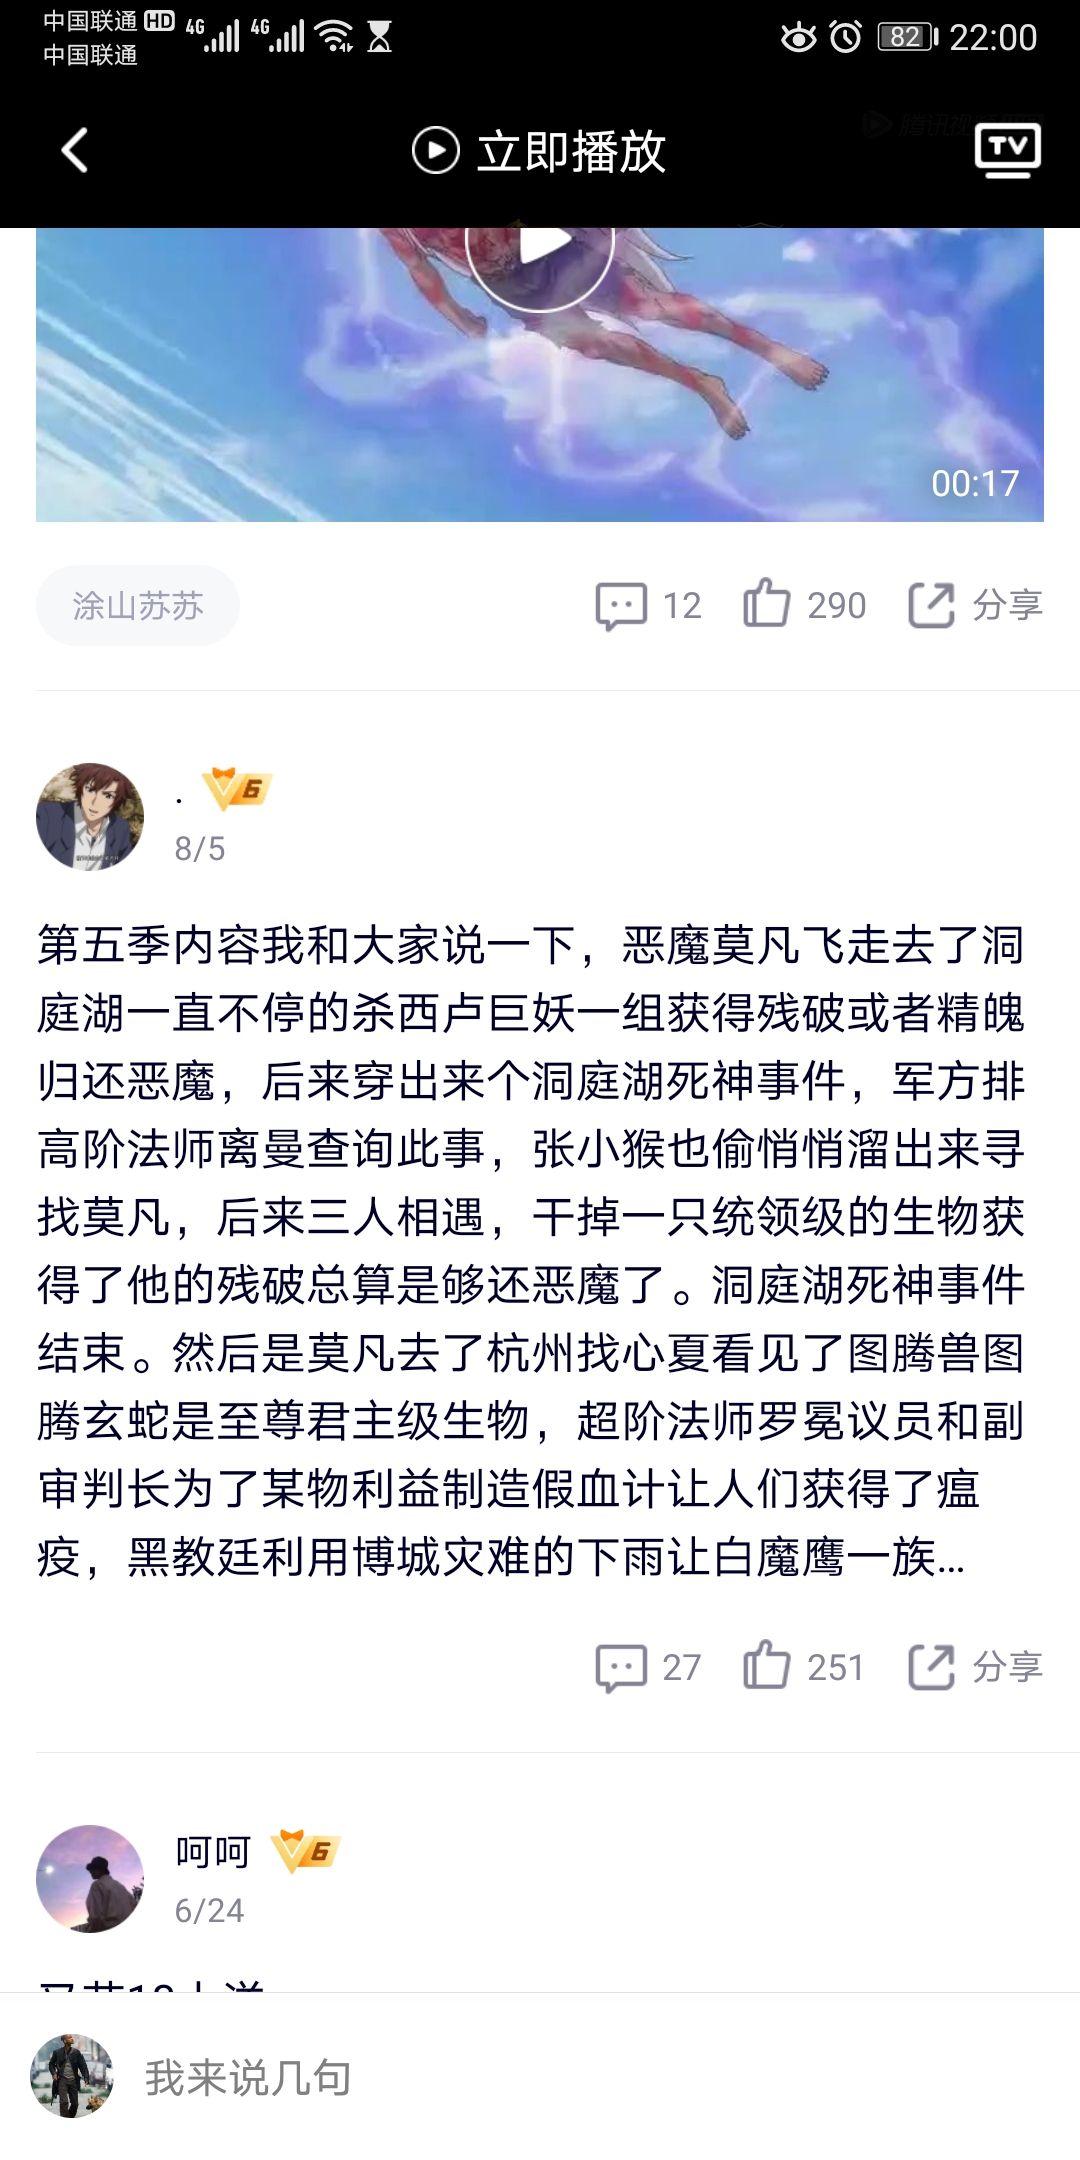 中国联通 HD 4G 4G 82 22:00
中国联通
立即播放 TV
00:17
涂山苏苏 12 290 分享
. V6
8/5
第五季内容我和大家说一下，恶魔莫凡飞走去了洞
庭湖一直不停的杀西卢巨妖一组获得残破或者精魄
归还恶魔，后来穿出来个洞庭湖死神事件，军方排
高阶法师离曼查询此事，张小猴也偷悄悄溜出来寻
找莫凡，后来三人相遇，干掉一只统领级的生物获
得了他的残破总算是够还恶魔了。洞庭湖死神事件
结束。然后是莫凡去了杭州找心夏看见了图腾兽图
腾玄蛇是至尊君主级生物，超阶法师罗冕议员和副
审判长为了某物利益制造假血计让人们获得了瘟
疫，黑教廷利用博城灾难的下雨让白魔鹰一族...
27 251 分享
呵呵 V6
6/24
我来说几句